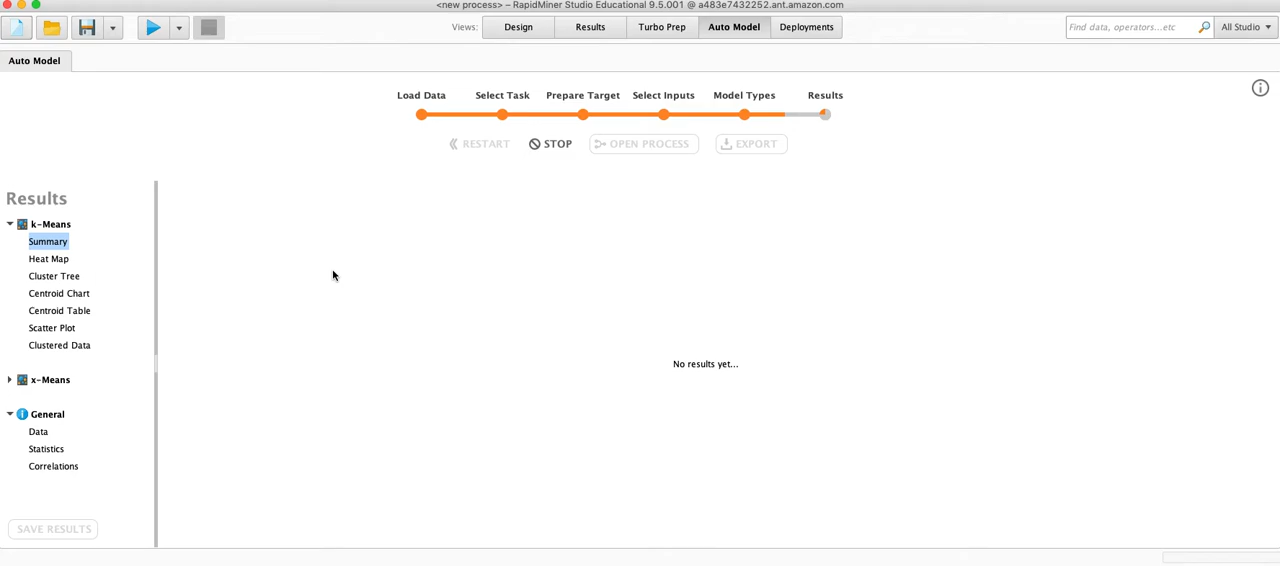 <new process> – RapidMiner Studio Educational 9.5.001 @ a483e7432252.ant.amazon.com
Views: Design Results Turbo Prep Auto Model Deployments Find data, operators...etc All Studio
Auto Model
Load Data Select Task Prepare Target Select Inputs Model Types Results
RESTART STOP OPEN PROCESS EXPORT
Results
k-Means
Summary
Heat Map
Cluster Tree
Centroid Chart
Centroid Table
Scatter Plot
Clustered Data
No results yet...
x-Means
General
Data
Statistics
Correlations
SAVE RESULTS